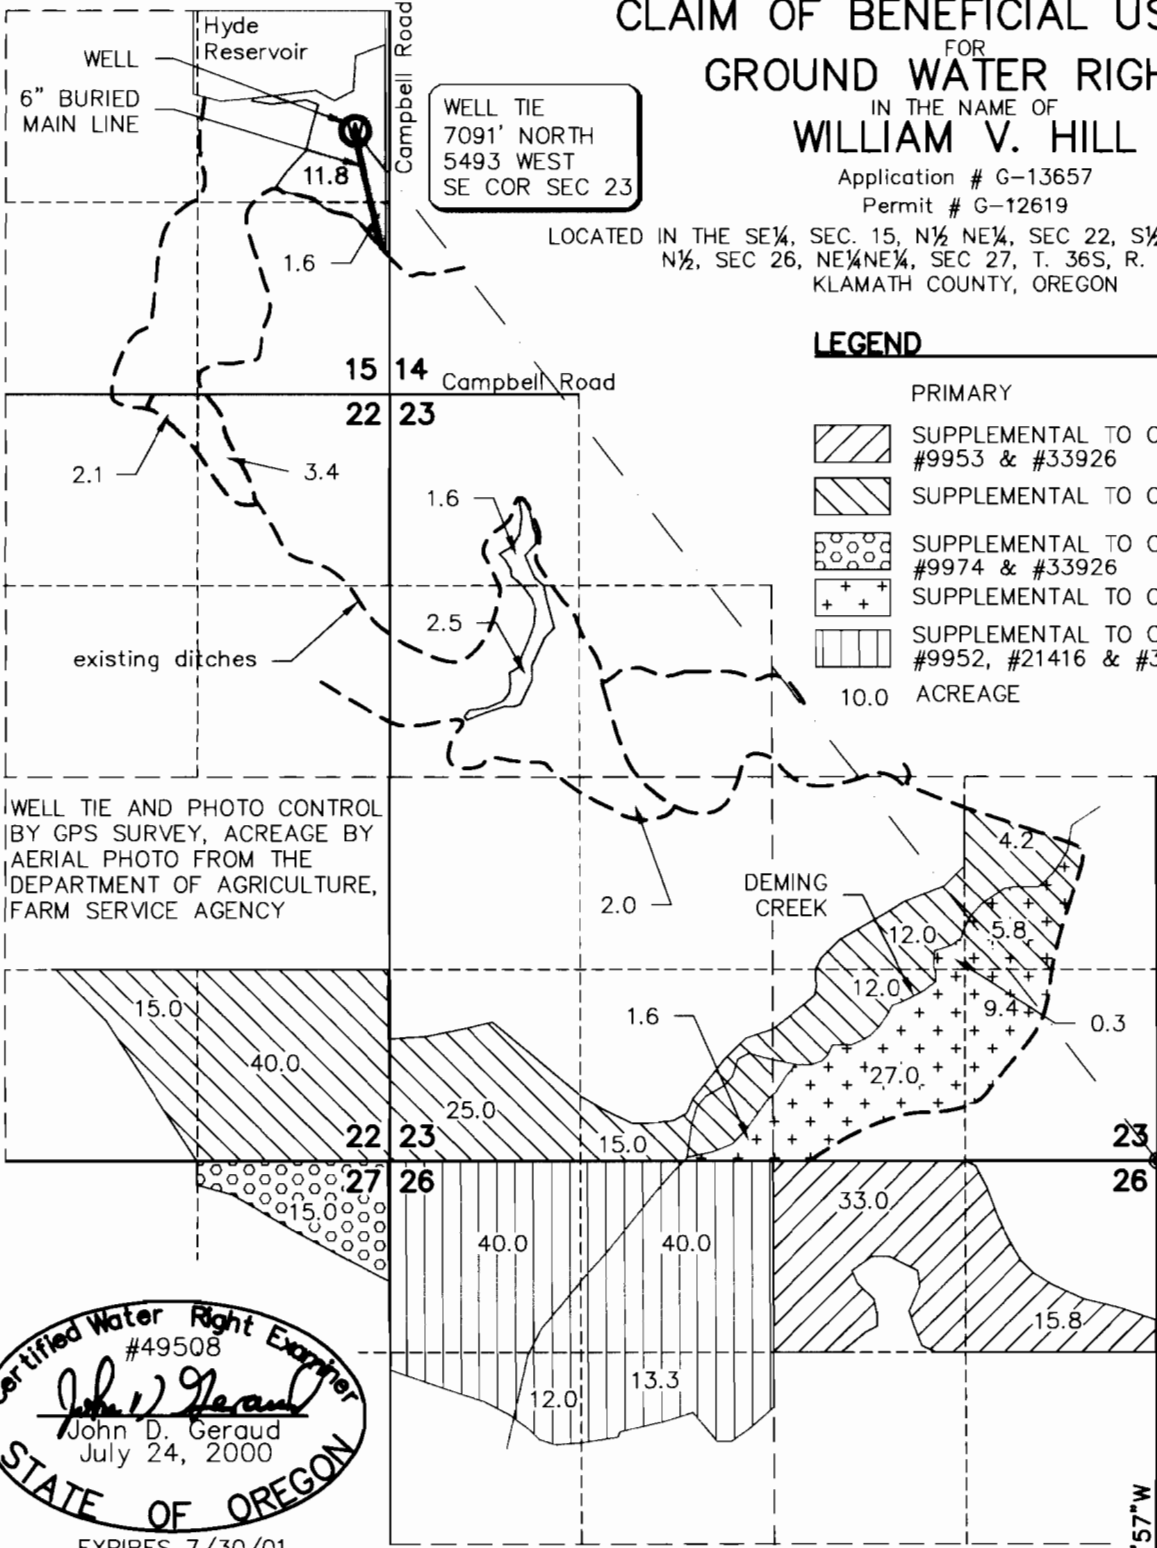 CLAIM OF BENEFICIAL US
FOR
GROUND WATER RIGH
IN THE NAME OF
WILLIAM V. HILL
Application # G-13657
Permit # G-12619
LOCATED IN THE SE¼, SEC. 15, N½ NE¼, SEC 22, S½
N½, SEC 26, NE¼NE¼, SEC 27, T. 36S, R.
KLAMATH COUNTY, OREGON
Hyde
Reservoir
Campbell Road
WELL
6" BURIED
MAIN LINE
W
WELL TIE
7091' NORTH
5493 WEST
SE COR SEC 23
11.8
1.6
15 14
Campbell Road
22 23
LEGEND
PRIMARY
SUPPLEMENTAL TO C
#9953 & #33926
SUPPLEMENTAL TO C
SUPPLEMENTAL TO C
#9974 & #33926
SUPPLEMENTAL TO C
SUPPLEMENTAL TO C
#9952, #21416 & #3
10.0 ACREAGE
2.1
3.4
1.6
2.5
existing ditches
WELL TIE AND PHOTO CONTROL
BY GPS SURVEY, ACREAGE BY
AERIAL PHOTO FROM THE
DEPARTMENT OF AGRICULTURE,
FARM SERVICE AGENCY
2.0
DEMING
CREEK
4.2
12.0
5.8
12.0
9.4
0.3
1.6
27.0
15.0
40.0
25.0
15.0
22 23
23
27 26
26
15.0
40.0
40.0
33.0
15.8
12.0
13.3
Certified Water Right Examiner
#49508
John D. Geraud
John D. Geraud
July 24, 2000
STATE OF OREGON
EXPIRES 7/30/01
'57"W